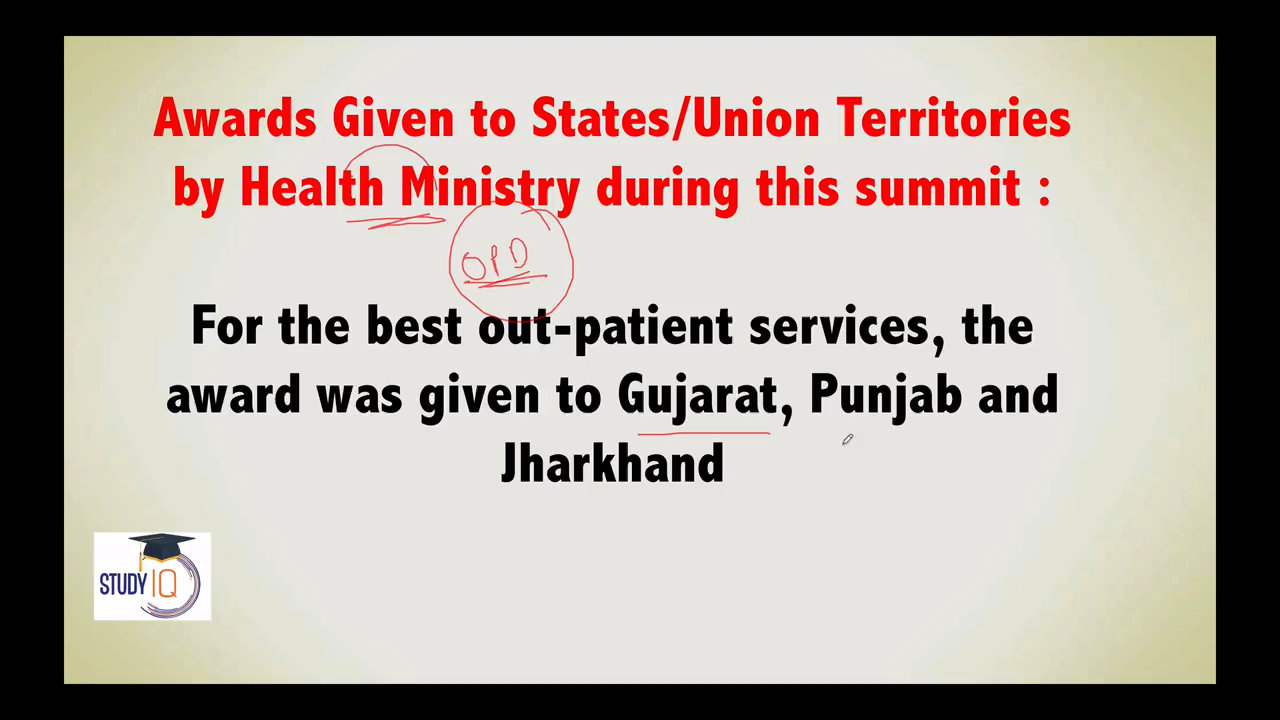 Awards Given to States/Union Territories
by Health Ministry during this summit :
OPD
For the best out-patient services, the
award was given to Gujarat, Punjab and
Jharkhand
STUDY IQ